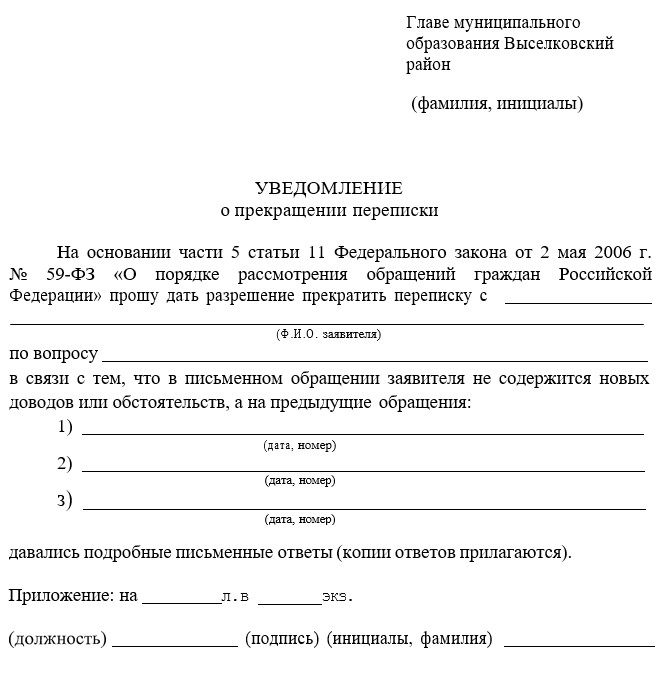 Главе муниципального
образования Выселковский
район
(фамилия, инициалы)
УВЕДОМЛЕНИЕ
о прекращении переписки
На основании части 5 статьи 11 Федерального закона от 2 мая 2006 г.
№ 59-ФЗ «О порядке рассмотрения обращений граждан Российской
Федерации» прошу дать разрешение прекратить переписку с ____________
____________________________________________________________
(Ф.И.О. заявителя)
по вопросу ____________________________________________________
в связи с тем, что в письменном обращении заявителя не содержится новых
доводов или обстоятельств, а на предыдущие обращения:
1) ____________________________________________________
(дата, номер)
2) ____________________________________________________
(дата, номер)
3) ____________________________________________________
(дата, номер)
давались подробные письменные ответы (копии ответов прилагаются).
Приложение: на _________л.в _______экз.
(должность) ______________ (подпись) (инициалы, фамилия) ________________